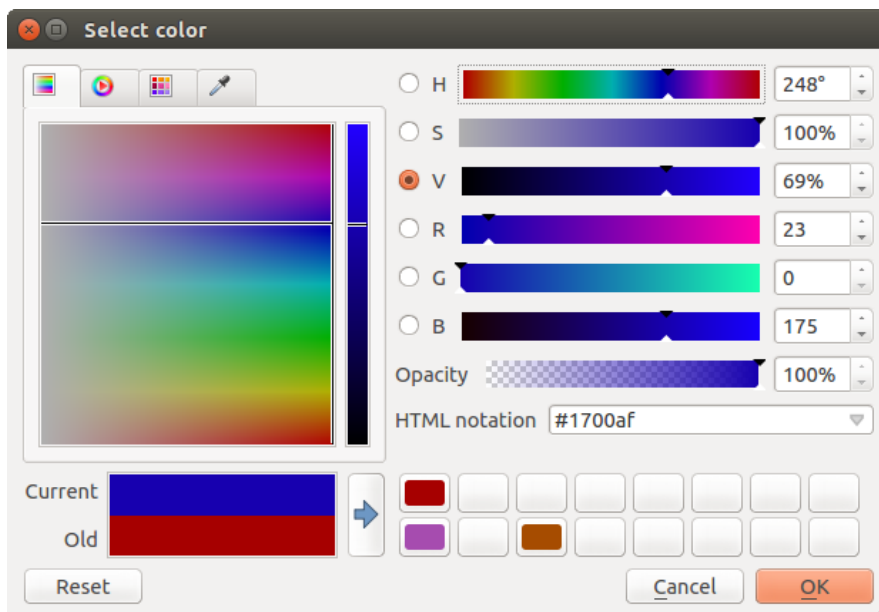 Select color
H 248°
S 100%
V 69%
R 23
G 0
B 175
Opacity 100%
HTML notation #1700af
Current
Old
Reset Cancel OK